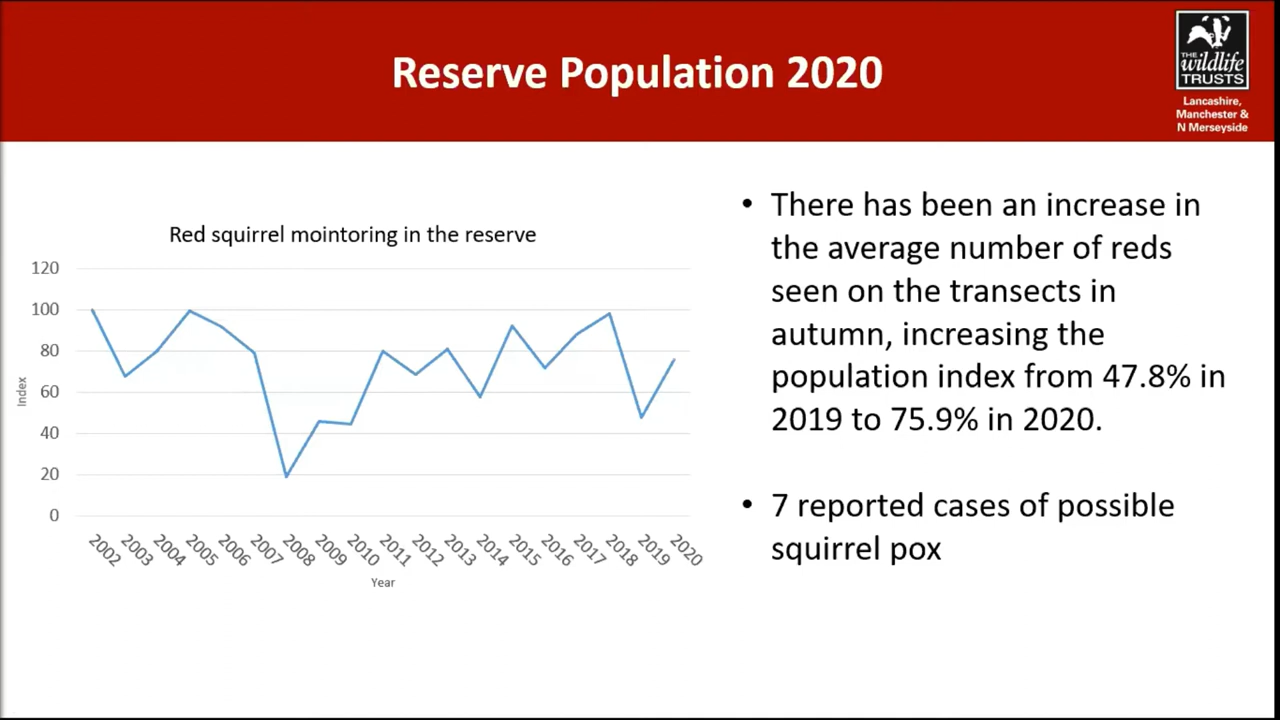 Reserve Population 2020
THE
wildlife
TRUSTS
Lancashire,
Manchester &
N Merseyside
Red squirrel mointoring in the reserve
120
100
80
60
40
20
0
Index
2002 2003 2004 2005 2006 2007 2008 2009 2010 2011 2012 2013 2014 2015 2016 2017 2018 2019 2020
Year
• There has been an increase in
the average number of reds
seen on the transects in
autumn, increasing the
population index from 47.8% in
2019 to 75.9% in 2020.
• 7 reported cases of possible
squirrel pox